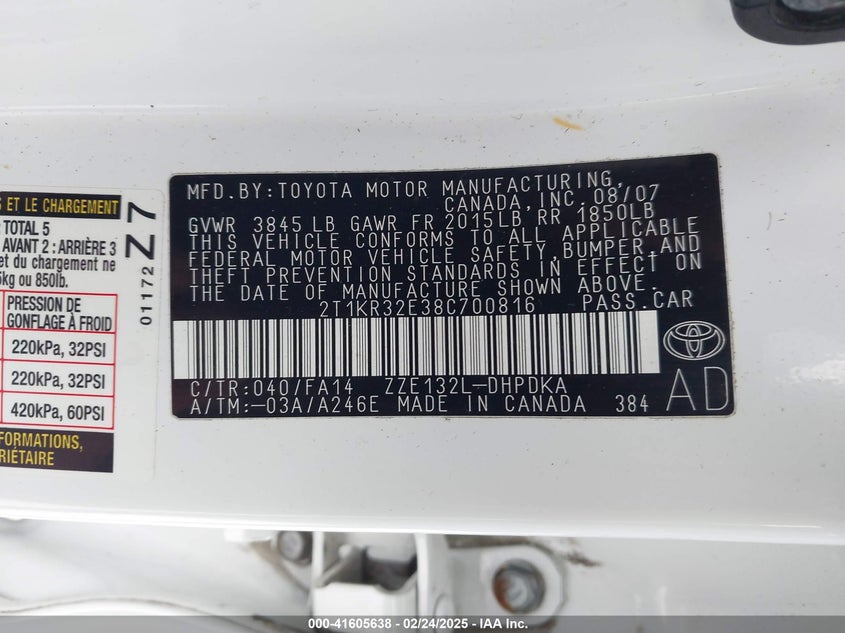 S ET LE CHARGEMENT
TOTAL 5
AVANT 2 : ARRIÈRE 3
et du chargement ne
5kg ou 850lb.
PRESSION DE
GONFLAGE À FROID
220kPa, 32PSI
220kPa, 32PSI
420kPa, 60PSI
FORMATIONS,
RIÉTAIRE
01172
Z7
MFD.BY:TOYOTA MOTOR MANUFACTURING,
CANADA,INC. 08/07
GVWR 3845 LB GAWR FR 2015LB RR 1850LB
THIS VEHICLE CONFORMS TO ALL APPLICABLE
FEDERAL MOTOR VEHICLE SAFETY,BUMPER,AND
THEFT PREVENTION STANDARDS IN EFFECT ON
THE DATE OF MANUFACTURE SHOWN ABOVE.
2T1KR32E38C700816 PASS.CAR
C/TR:040/FA14 ZZE132L-DHPDKA
A/TM:-03A/A246E MADE IN CANADA 384
AD
000-41605638 - 02/24/2025 - IAA Inc.